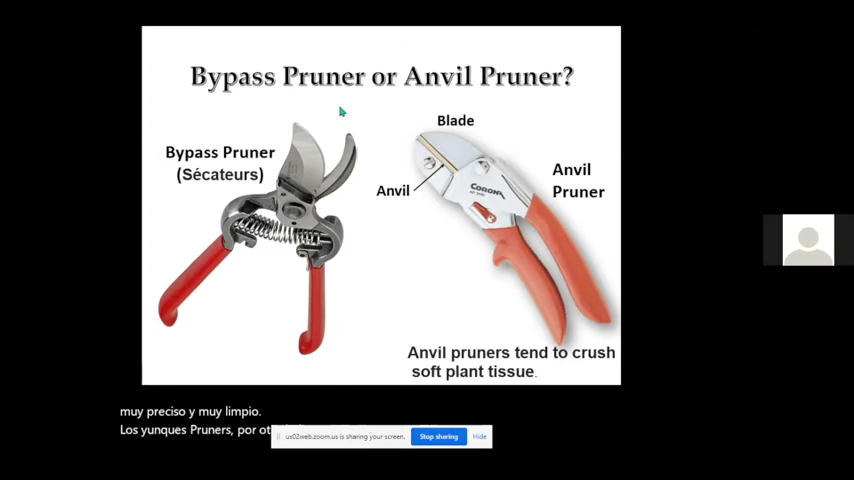 Bypass Pruner or Anvil Pruner?
Blade
Bypass Pruner
(Sécateurs)
Anvil
Anvil
Pruner
CORONA
Anvil pruners tend to crush
soft plant tissue.
muy preciso y muy limpio.
Los yunques Pruners, por
us02web.zoom.us is sharing your screen.
Stop sharing
Hide